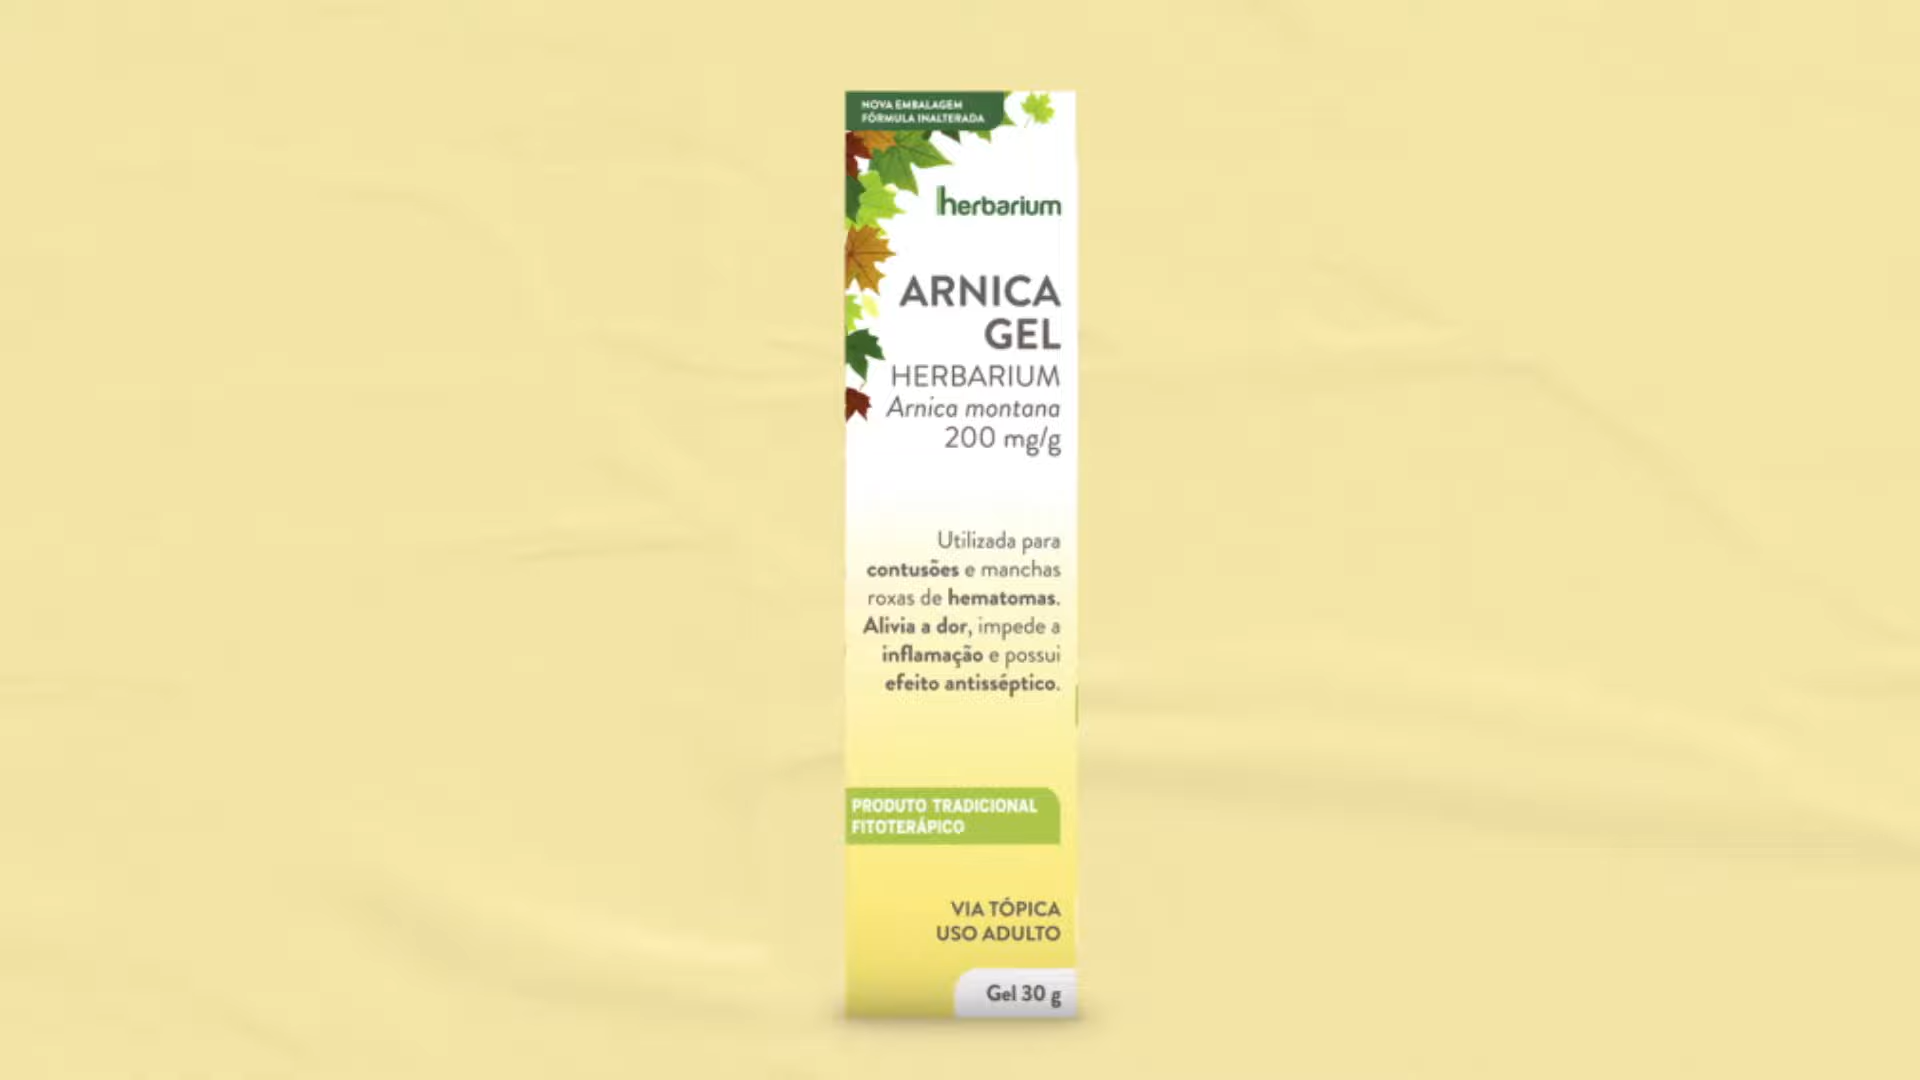 NOVA EMBALAGEM
FÓRMULA INALTERADA
herbarium
ARNICA
GEL
HERBARIUM
Arnica montana
200 mg/g
Utilizada para
contusões e manchas
roxas de hematomas.
Alivia a dor, impede a
inflamação e possui
efeito antisséptico.
PRODUTO TRADICIONAL
FITOTERÁPICO
VIA TÓPICA
USO ADULTO
Gel 30 g